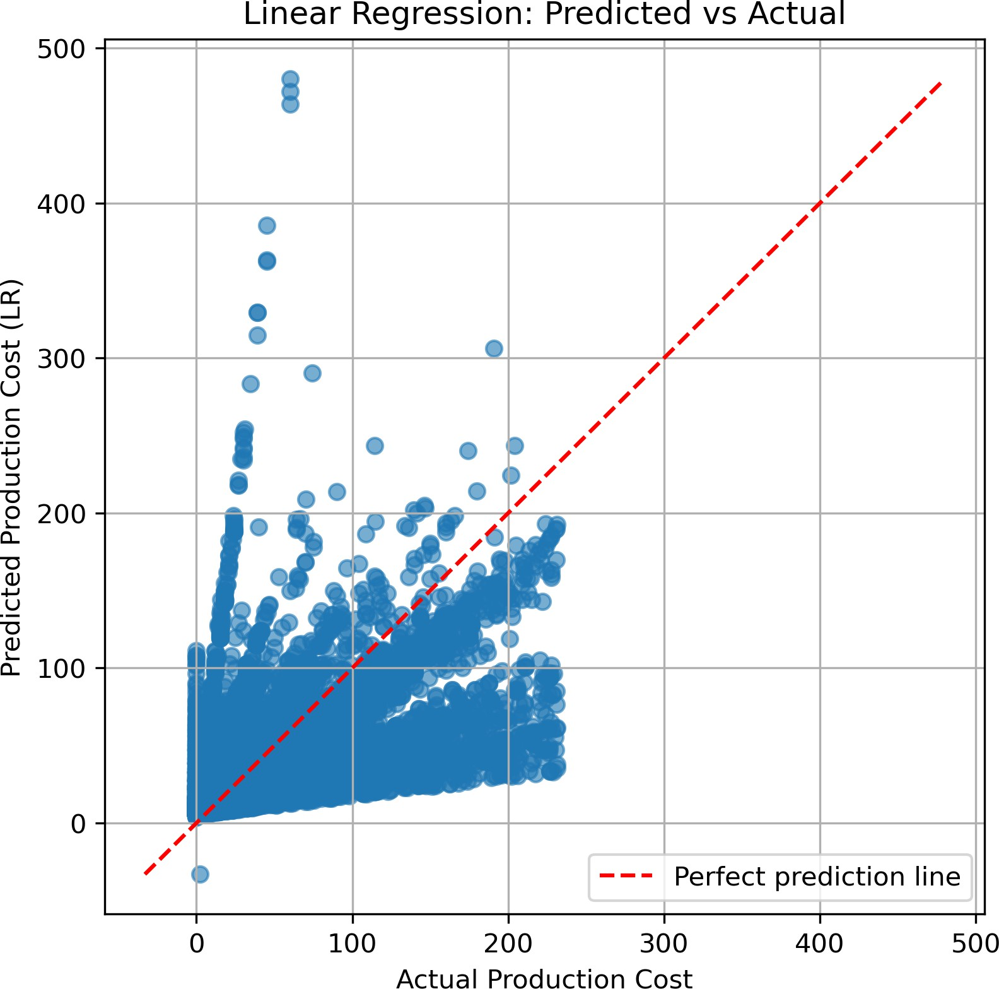 Linear Regression: Predicted vs Actual
Predicted Production Cost (LR)
500
400
300
200
100
0
0 100 200 300 400 500
Actual Production Cost
Perfect prediction line